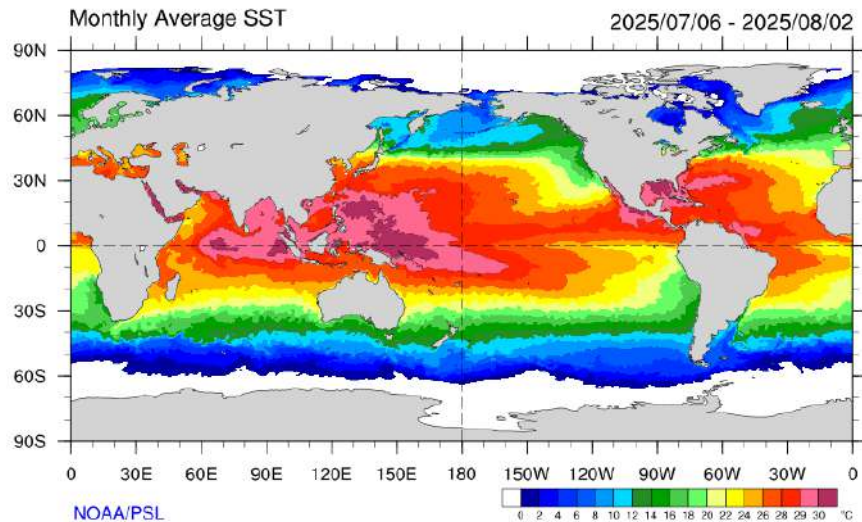 Monthly Average SST 2025/07/06 - 2025/08/02
90N
60N
30N
0
30S
60S
90S
0 30E 60E 90E 120E 150E 180 150W 120W 90W 60W 30W 0
NOAA/PSL
0 2 4 6 8 10 12 14 16 18 20 22 24 26 28 29 30 °C